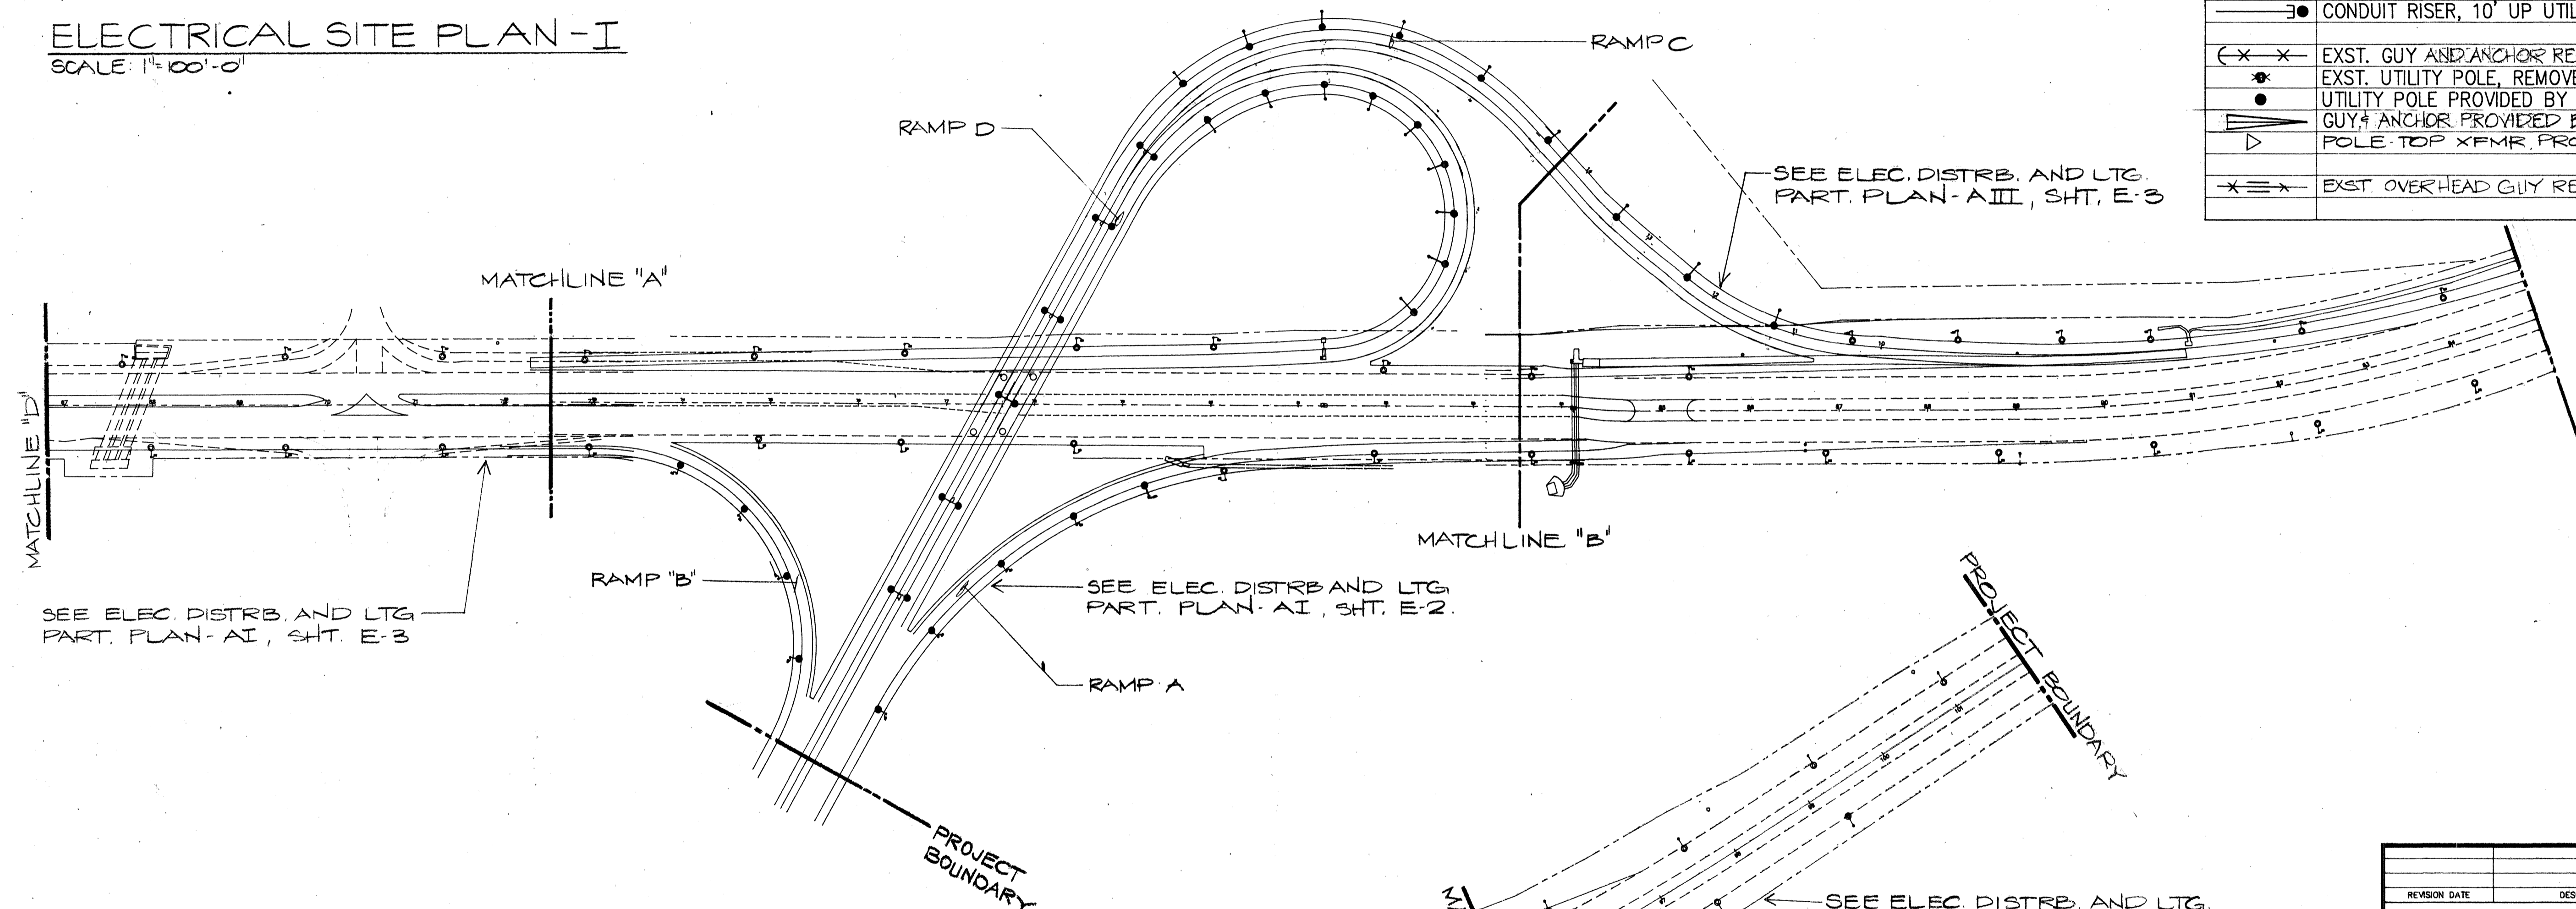 ELECTRICAL SITE PLAN-I
SCALE: 1"=100'-0"
RAMP C
RAMP D
SEE ELEC. DISTRB. AND LTG.
PART. PLAN-AIII, SHT. E-3
MATCHLINE "A"
MATCHLINE "D"
MATCHLINE "B"
RAMP "B"
SEE ELEC. DISTRB AND LTG
PART. PLAN-AI, SHT. E-2.
SEE ELEC. DISTRB. AND LTG
PART. PLAN-AI, SHT. E-3
RAMP A
PROJECT
BOUNDARY
PROJECT BOUNDARY
SEE ELEC. DISTRB. AND LTG.
CONDUIT RISER, 10' UP UTIL
EXST. GUY AND ANCHOR RE
EXST. UTILITY POLE, REMOVE
UTILITY POLE PROVIDED BY
GUY & ANCHOR PROVIDED
POLE-TOP XFMR, PRO
EXST. OVERHEAD GUY RE
REVISION DATE
DES